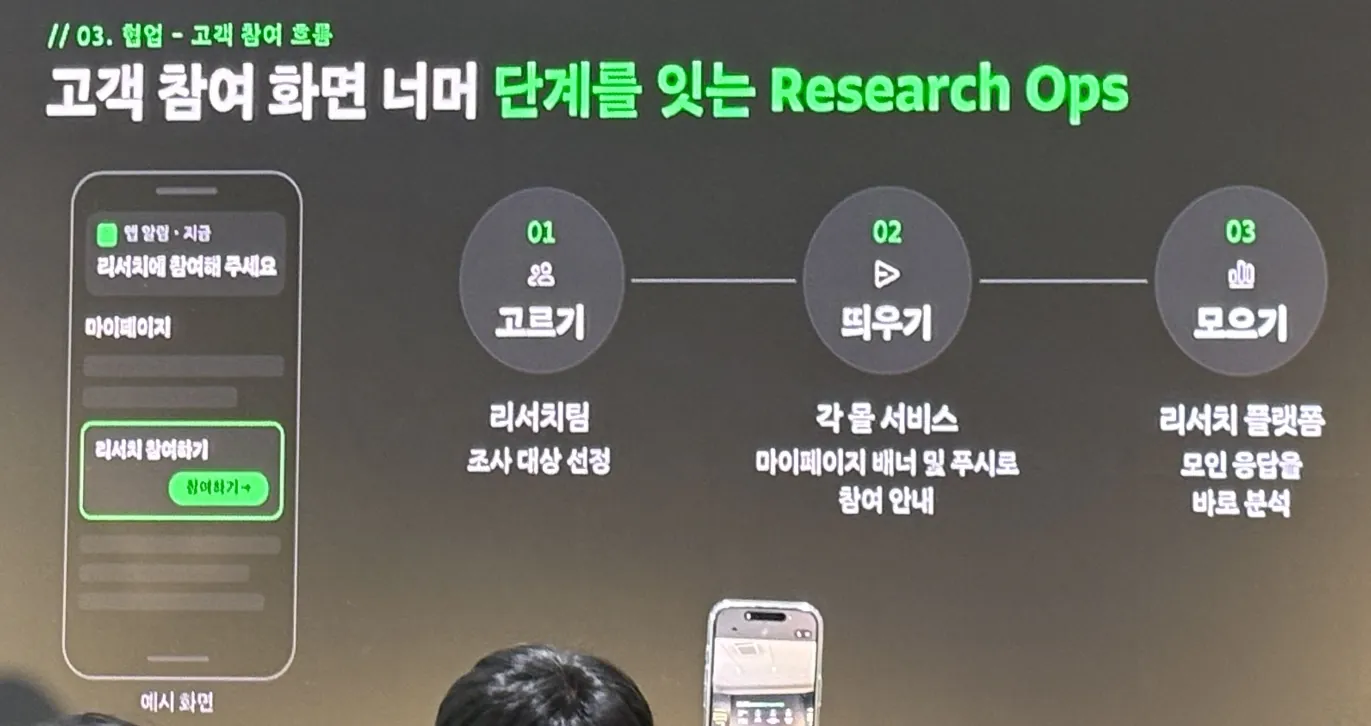 // 03. 협업 - 고객 참여 흐름
고객 참여 화면 너머 단계를 잇는 Research Ops
앱 알림 · 지금
리서치에 참여해 주세요
마이페이지
리서치 참여하기
참여하기→
예시 화면
01
고르기
리서치팀
조사 대상 선정
02
띄우기
각 몰 서비스
마이페이지 배너 및 푸시로
참여 안내
03
모으기
리서치 플랫폼
모인 응답을
바로 분석